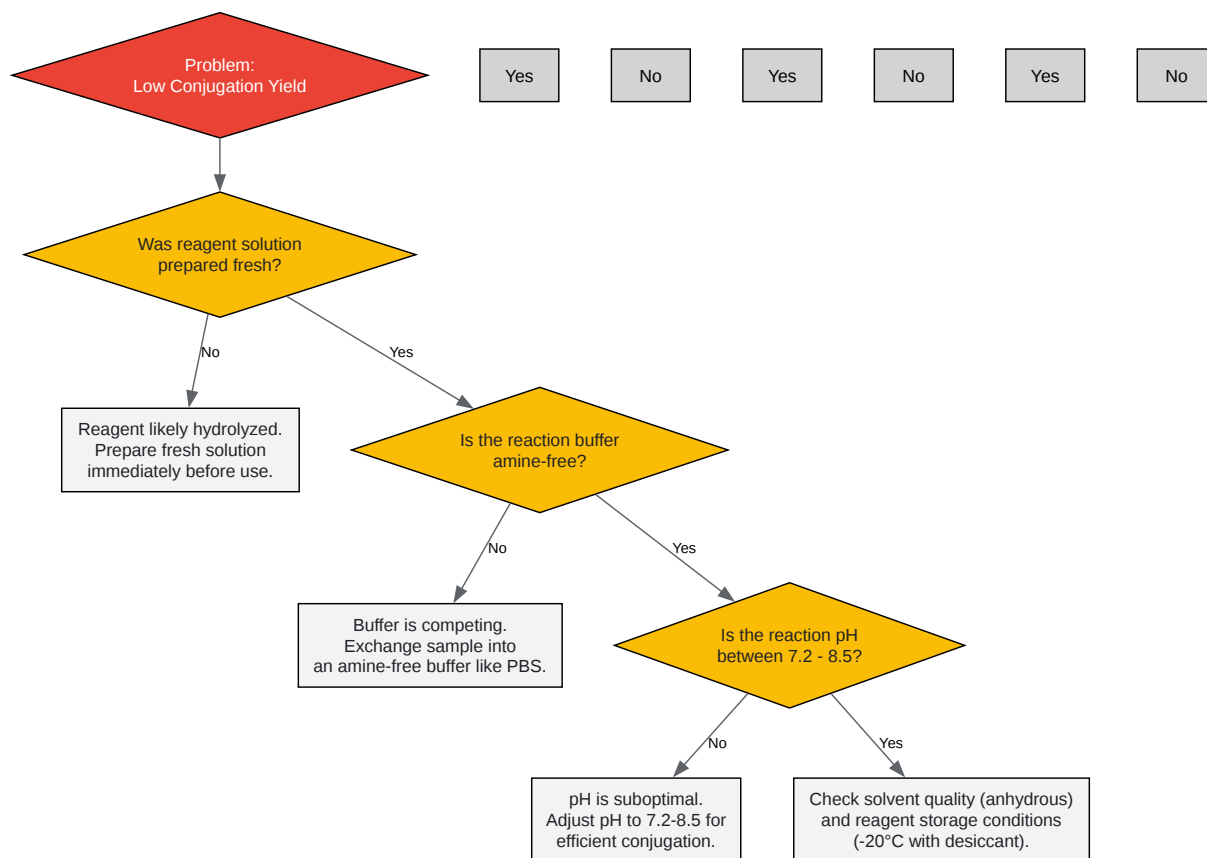 Problem:
Low Conjugation Yield
Yes
No
Yes
No
Yes
No
Was reagent solution
prepared fresh?
No
Yes
Reagent likely hydrolyzed.
Prepare fresh solution
immediately before use.
Is the reaction buffer
amine-free?
No
Yes
Buffer is competing.
Exchange sample into
an amine-free buffer like PBS.
Is the reaction pH
between 7.2 - 8.5?
No
Yes
pH is suboptimal.
Adjust pH to 7.2-8.5 for
efficient conjugation.
Check solvent quality (anhydrous)
and reagent storage conditions
(-20°C with desiccant).